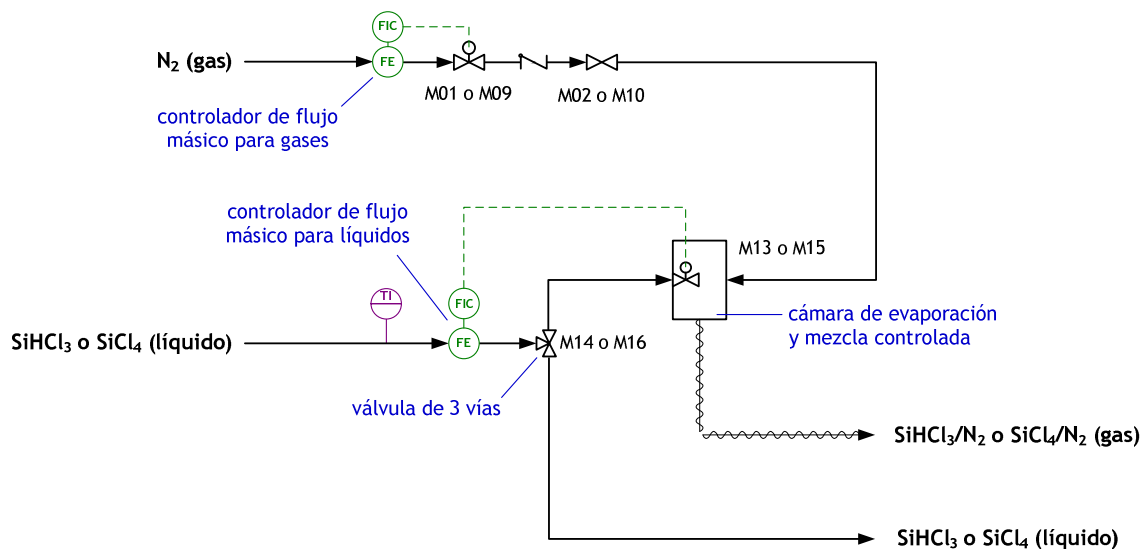 FIC
N₂ (gas)
FE
M01 o M09
M02 o M10
controlador de flujo
másico para gases
controlador de flujo
másico para líquidos
M13 o M15
TI
FIC
cámara de evaporación
y mezcla controlada
SiHCl₃ o SiCl₄ (líquido)
FE
M14 o M16
válvula de 3 vías
SiHCl₃/N₂ o SiCl₄/N₂ (gas)
SiHCl₃ o SiCl₄ (líquido)